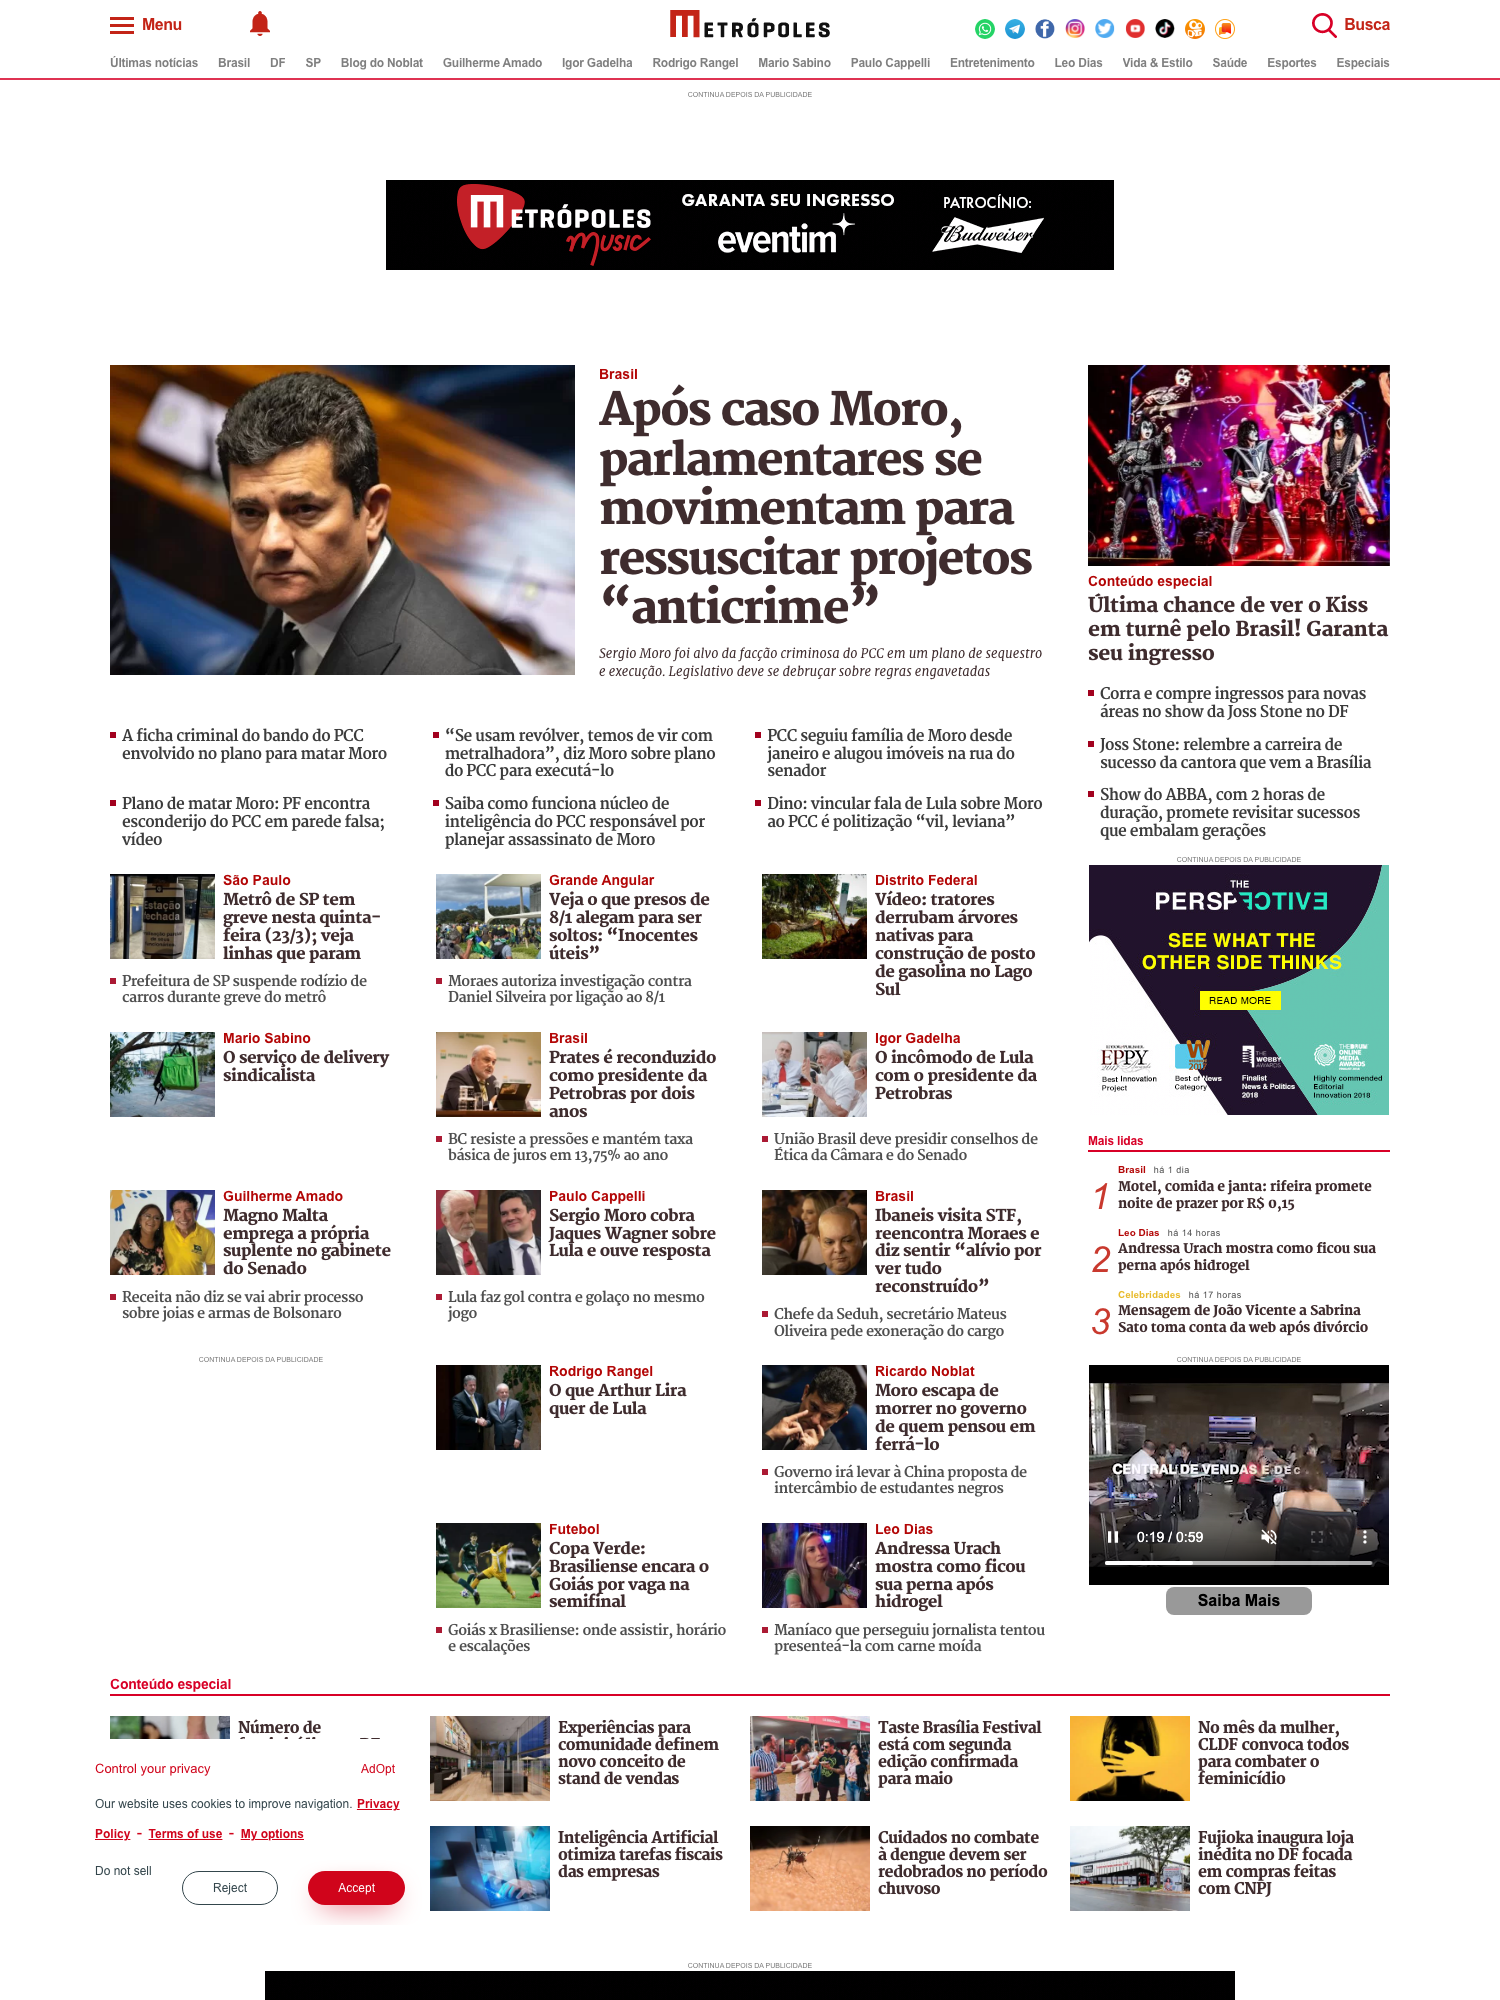 Menu
METRÓPOLES
Busca
Últimas notícias Brasil DF SP Blog do Noblat Guilherme Amado Igor Gadelha Rodrigo Rangel Mario Sabino Paulo Cappelli Entretenimento Leo Dias Vida & Estilo Saúde Esportes Especiais
CONTINUA DEPOIS DA PUBLICIDADE
METRÓPOLES
MUSIC
GARANTA SEU INGRESSO
eventim
PATROCÍNIO:
Budweiser
Brasil
Após caso Moro,
parlamentares se
movimentam para
ressuscitar projetos
“anticrime”
Sergio Moro foi alvo da facção criminosa do PCC em um plano de sequestro
e execução. Legislativo deve se debruçar sobre regras engavetadas
Conteúdo especial
Última chance de ver o Kiss
em turnê pelo Brasil! Garanta
seu ingresso
Corra e compre ingressos para novas
áreas no show da Joss Stone no DF
Joss Stone: relembre a carreira de
sucesso da cantora que vem a Brasília
Show do ABBA, com 2 horas de
duração, promete revisitar sucessos
que embalam gerações
A ficha criminal do bando do PCC
envolvido no plano para matar Moro
“Se usam revólver, temos de vir com
metralhadora”, diz Moro sobre plano
do PCC para executá-lo
PCC seguiu família de Moro desde
janeiro e alugou imóveis na rua do
senador
Plano de matar Moro: PF encontra
esconderijo do PCC em parede falsa;
vídeo
Saiba como funciona núcleo de
inteligência do PCC responsável por
planejar assassinato de Moro
Dino: vincular fala de Lula sobre Moro
ao PCC é politização “vil, leviana”
Estação
fechada
São Paulo
Metrô de SP tem
greve nesta quinta-
feira (23/3); veja
linhas que param
Prefeitura de SP suspende rodízio de
carros durante greve do metrô
Grande Angular
Veja o que presos de
8/1 alegam para ser
soltos: “Inocentes
úteis”
Moraes autoriza investigação contra
Daniel Silveira por ligação ao 8/1
Distrito Federal
Vídeo: tratores
derrubam árvores
nativas para
construção de posto
de gasolina no Lago
Sul
Mario Sabino
O serviço de delivery
sindicalista
Brasil
Prates é reconduzido
como presidente da
Petrobras por dois
anos
BC resiste a pressões e mantém taxa
básica de juros em 13,75% ao ano
Igor Gadelha
O incômodo de Lula
com o presidente da
Petrobras
União Brasil deve presidir conselhos de
Ética da Câmara e do Senado
Guilherme Amado
Magno Malta
emprega a própria
suplente no gabinete
do Senado
Receita não diz se vai abrir processo
sobre joias e armas de Bolsonaro
Paulo Cappelli
Sergio Moro cobra
Jaques Wagner sobre
Lula e ouve resposta
Lula faz gol contra e golaço no mesmo
jogo
Brasil
Ibaneis visita STF,
reencontra Moraes e
diz sentir “alívio por
ver tudo
reconstruído”
Chefe da Seduh, secretário Mateus
Oliveira pede exoneração do cargo
CONTINUA DEPOIS DA PUBLICIDADE
Rodrigo Rangel
O que Arthur Lira
quer de Lula
Ricardo Noblat
Moro escapa de
morrer no governo
de quem pensou em
ferrá-lo
Governo irá levar à China proposta de
intercâmbio de estudantes negros
Futebol
Copa Verde:
Brasiliense encara o
Goiás por vaga na
semifinal
Goiás x Brasiliense: onde assistir, horário
e escalações
Leo Dias
Andressa Urach
mostra como ficou
sua perna após
hidrogel
Maníaco que perseguiu jornalista tentou
presenteá-la com carne moída
CONTINUA DEPOIS DA PUBLICIDADE
THE
PERSPECTIVE
SEE WHAT THE
OTHER SIDE THINKS
READ MORE
EPPY
2017
Best Innovation
Project
2017
Best of News
Category
THE WEBBY AWARDS
Finalist
News & Politics
2018
THE DRUM ONLINE MEDIA AWARDS
Highly commended
Editorial
Innovation 2018
Mais lidas
1
Brasil há 1 dia
Motel, comida e janta: rifeira promete
noite de prazer por R$ 0,15
2
Leo Dias há 14 horas
Andressa Urach mostra como ficou sua
perna após hidrogel
3
Celebridades há 17 horas
Mensagem de João Vicente a Sabrina
Sato toma conta da web após divórcio
CONTINUA DEPOIS DA PUBLICIDADE
CENTRAL DE VENDAS E DEC
0:19 / 0:59
Saiba Mais
Conteúdo especial
Número de
Experiências para
comunidade definem
novo conceito de
stand de vendas
Taste Brasília Festival
está com segunda
edição confirmada
para maio
No mês da mulher,
CLDF convoca todos
para combater o
feminicídio
Inteligência Artificial
otimiza tarefas fiscais
das empresas
Cuidados no combate
à dengue devem ser
redobrados no período
chuvoso
Fujioka inaugura loja
inédita no DF focada
em compras feitas
com CNPJ
Control your privacy
AdOpt
Our website uses cookies to improve navigation. Privacy
Policy - Terms of use - My options
Do not sell
Reject
Accept
CONTINUA DEPOIS DA PUBLICIDADE